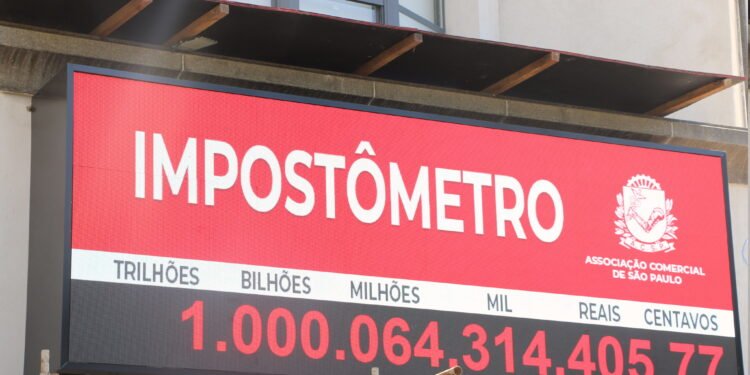 IMPOSTÔMETRO
ASSOCIAÇÃO COMERCIAL
DE SÃO PAULO
TRILHÕES BILHÕES MILHÕES MIL REAIS CENTAVOS
1.000.064.314.405,77